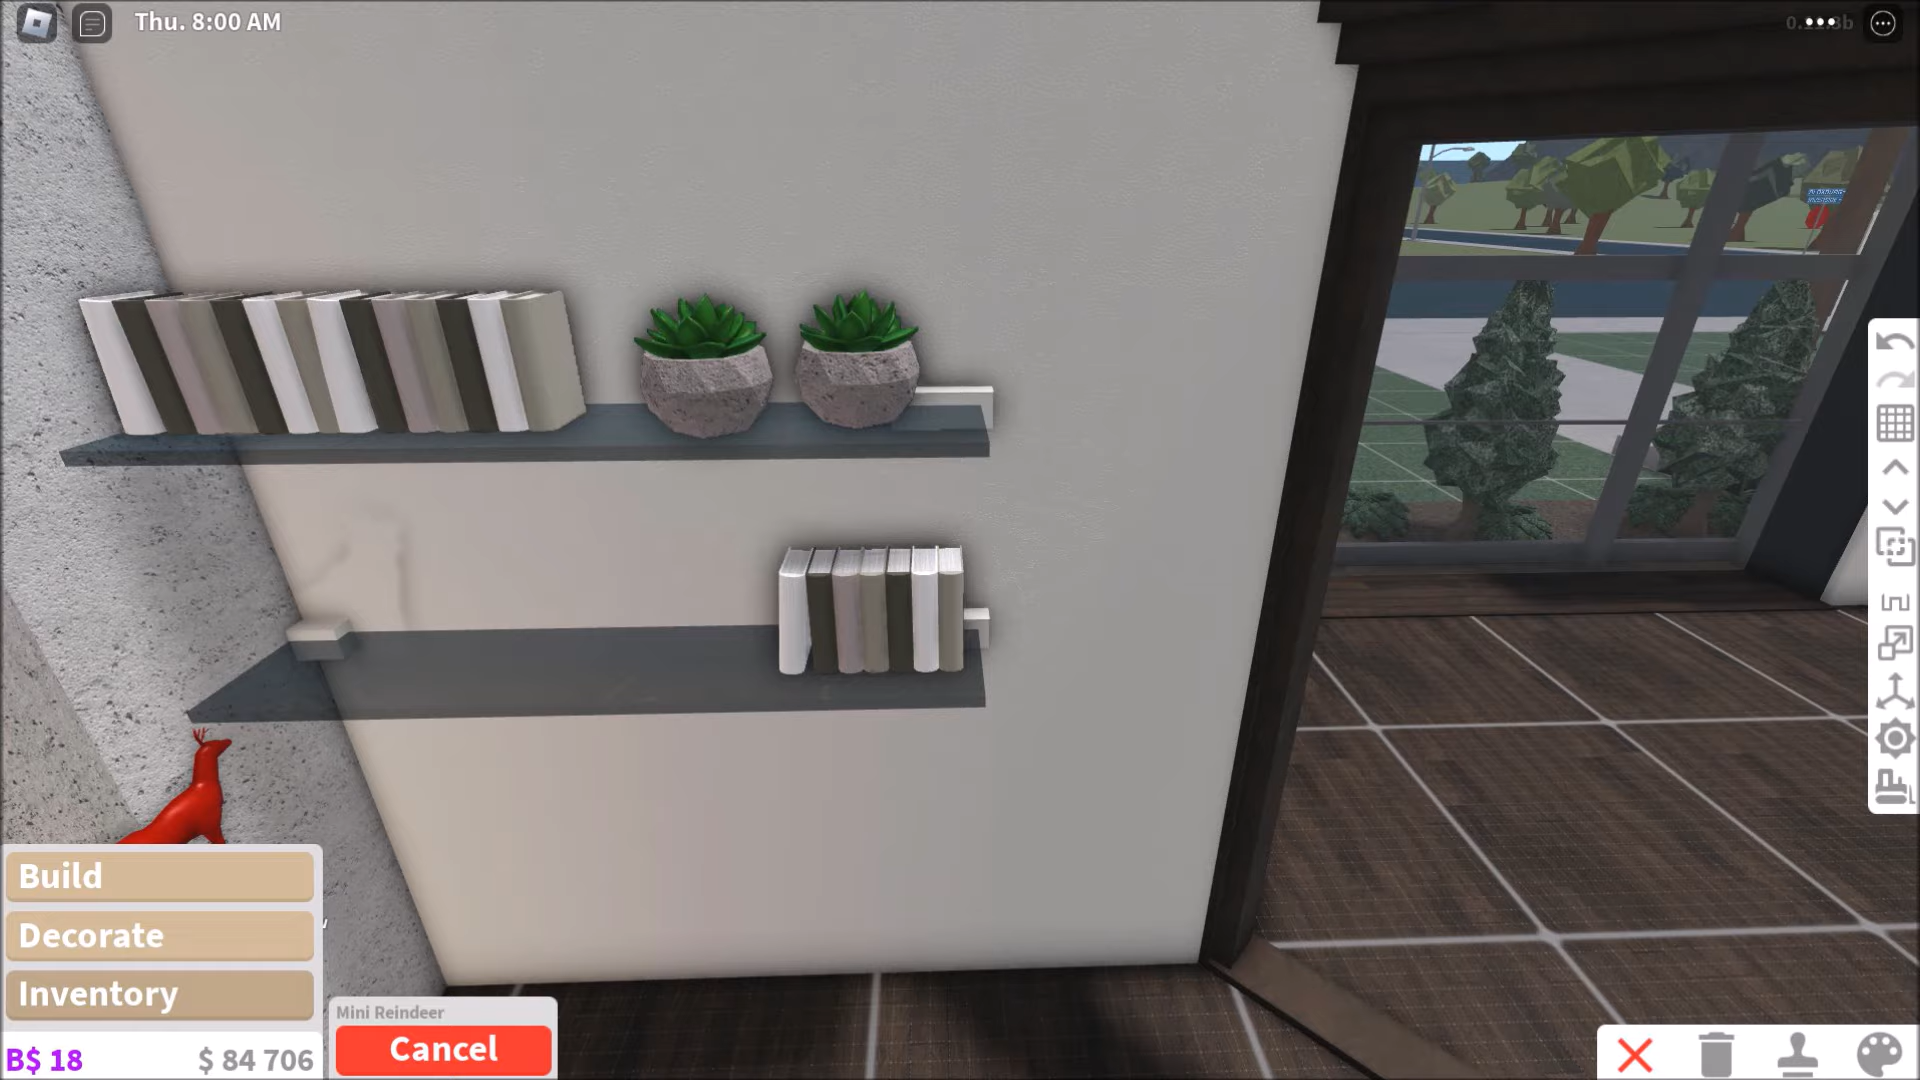 Thu. 8:00 AM
Build
Decorate
Inventory
B$ 18
$ 84 706
Mini Reindeer
Cancel